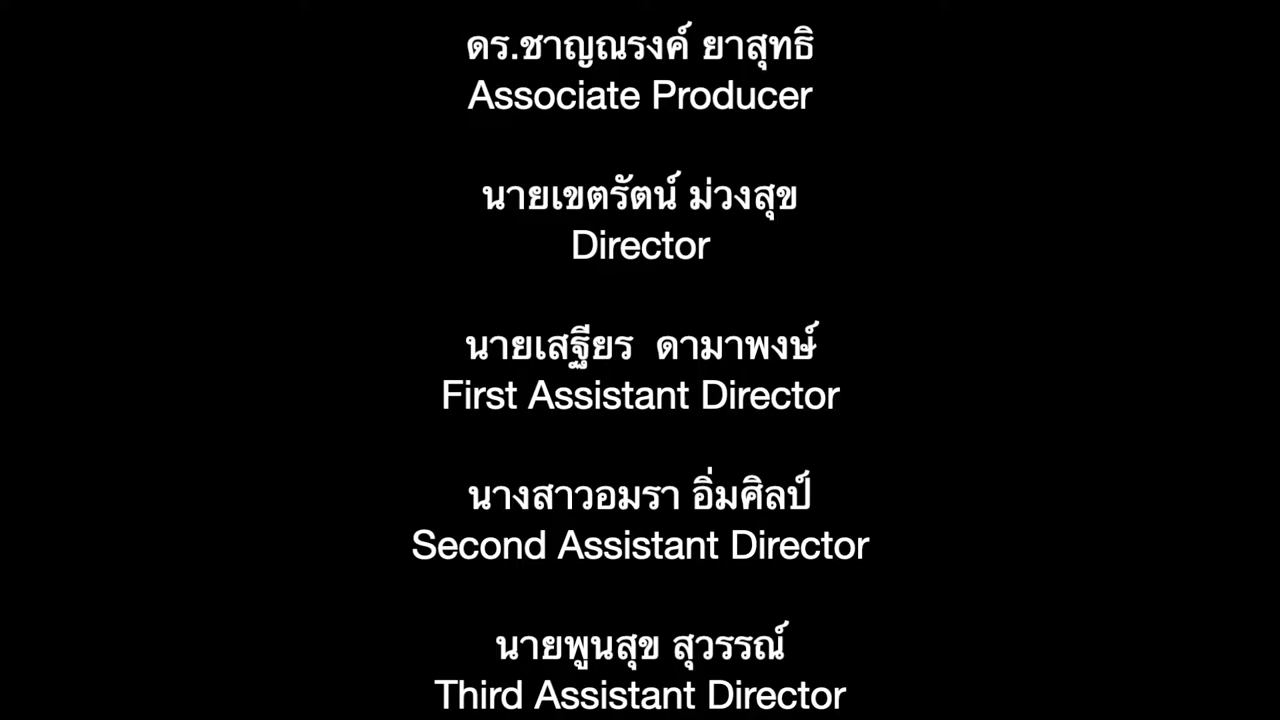 ดร.ชาญณรงค์ ยาสุทธิ
Associate Producer
นายเขตรัตน์ ม่วงสุข
Director
นายเสฐียร ดามาพงษ์
First Assistant Director
นางสาวอมรา อิ่มศิลป์
Second Assistant Director
นายพูนสุข สุวรรณ์
Third Assistant Director